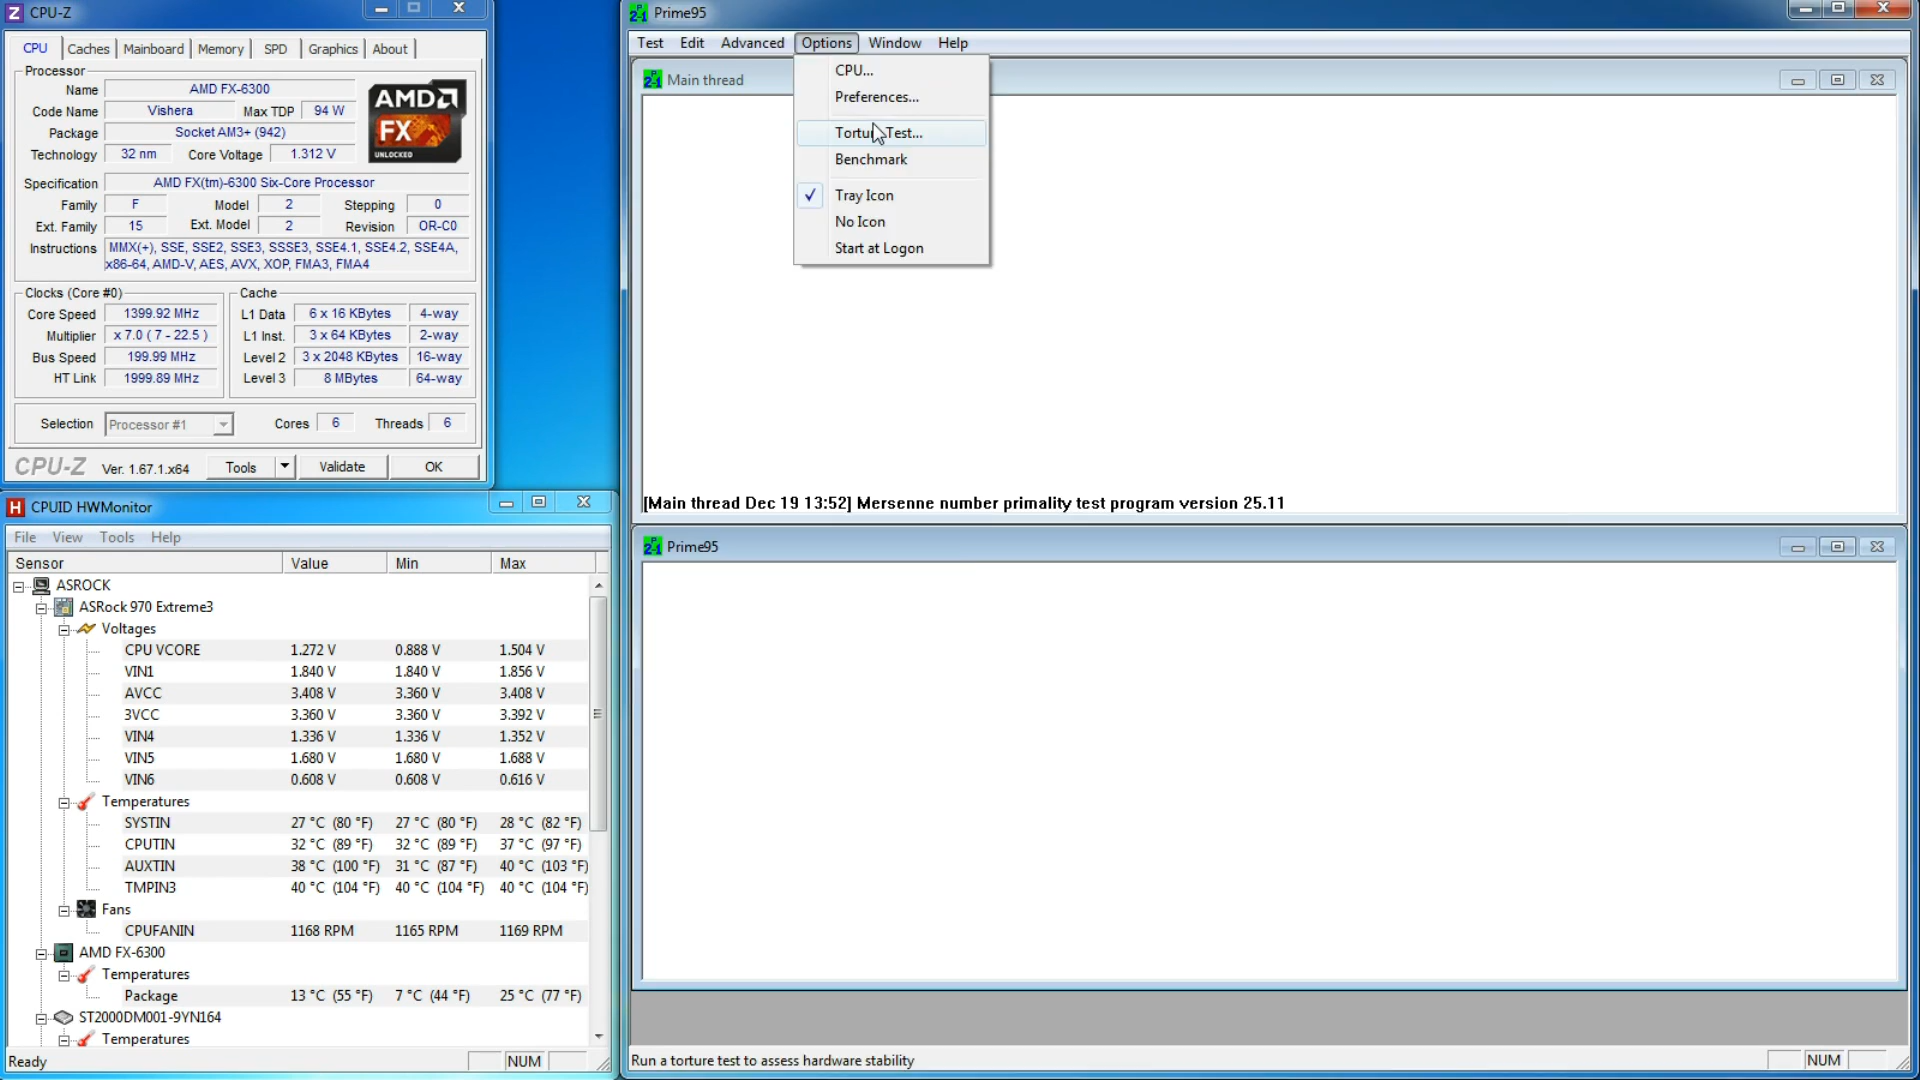 CPU-Z
CPU Caches Mainboard Memory SPD Graphics About
Processor
Name AMD FX-6300
Code Name Vishera Max TDP 94 W
Package Socket AM3+ (942)
Technology 32 nm Core Voltage 1.312 V
AMD FX UNLOCKED
Specification AMD FX(tm)-6300 Six-Core Processor
Family F Model 2 Stepping 0
Ext. Family 15 Ext. Model 2 Revision OR-C0
Instructions MMX(+), SSE, SSE2, SSE3, SSSE3, SSE4.1, SSE4.2, SSE4A,
x86-64, AMD-V, AES, AVX, XOP, FMA3, FMA4
Clocks (Core #0)
Core Speed 1399.92 MHz
Multiplier x 7.0 ( 7 - 22.5 )
Bus Speed 199.99 MHz
HT Link 1999.89 MHz
Cache
L1 Data 6 x 16 KBytes 4-way
L1 Inst. 3 x 64 KBytes 2-way
Level 2 3 x 2048 KBytes 16-way
Level 3 8 MBytes 64-way
Selection Processor #1 Cores 6 Threads 6
CPU-Z Ver. 1.67.1.x64 Tools Validate OK
CPUID HWMonitor
File View Tools Help
Sensor Value Min Max
ASROCK
ASRock 970 Extreme3
Voltages
CPU VCORE 1.272 V 0.888 V 1.504 V
VIN1 1.840 V 1.840 V 1.856 V
AVCC 3.408 V 3.360 V 3.408 V
3VCC 3.360 V 3.360 V 3.392 V
VIN4 1.336 V 1.336 V 1.352 V
VIN5 1.680 V 1.680 V 1.688 V
VIN6 0.608 V 0.608 V 0.616 V
Temperatures
SYSTIN 27 °C (80 °F) 27 °C (80 °F) 28 °C (82 °F)
CPUTIN 32 °C (89 °F) 32 °C (89 °F) 37 °C (97 °F)
AUXTIN 38 °C (100 °F) 31 °C (87 °F) 40 °C (103 °F)
TMPIN3 40 °C (104 °F) 40 °C (104 °F) 40 °C (104 °F)
Fans
CPUFANIN 1168 RPM 1165 RPM 1169 RPM
AMD FX-6300
Temperatures
Package 13 °C (55 °F) 7 °C (44 °F) 25 °C (77 °F)
ST2000DM001-9YN164
Temperatures
Ready NUM
Prime95
Test Edit Advanced Options Window Help
Main thread
CPU...
Preferences...
Torture Test...
Benchmark
Tray Icon
No Icon
Start at Logon
[Main thread Dec 19 13:52] Mersenne number primality test program version 25.11
Prime95
Run a torture test to assess hardware stability NUM